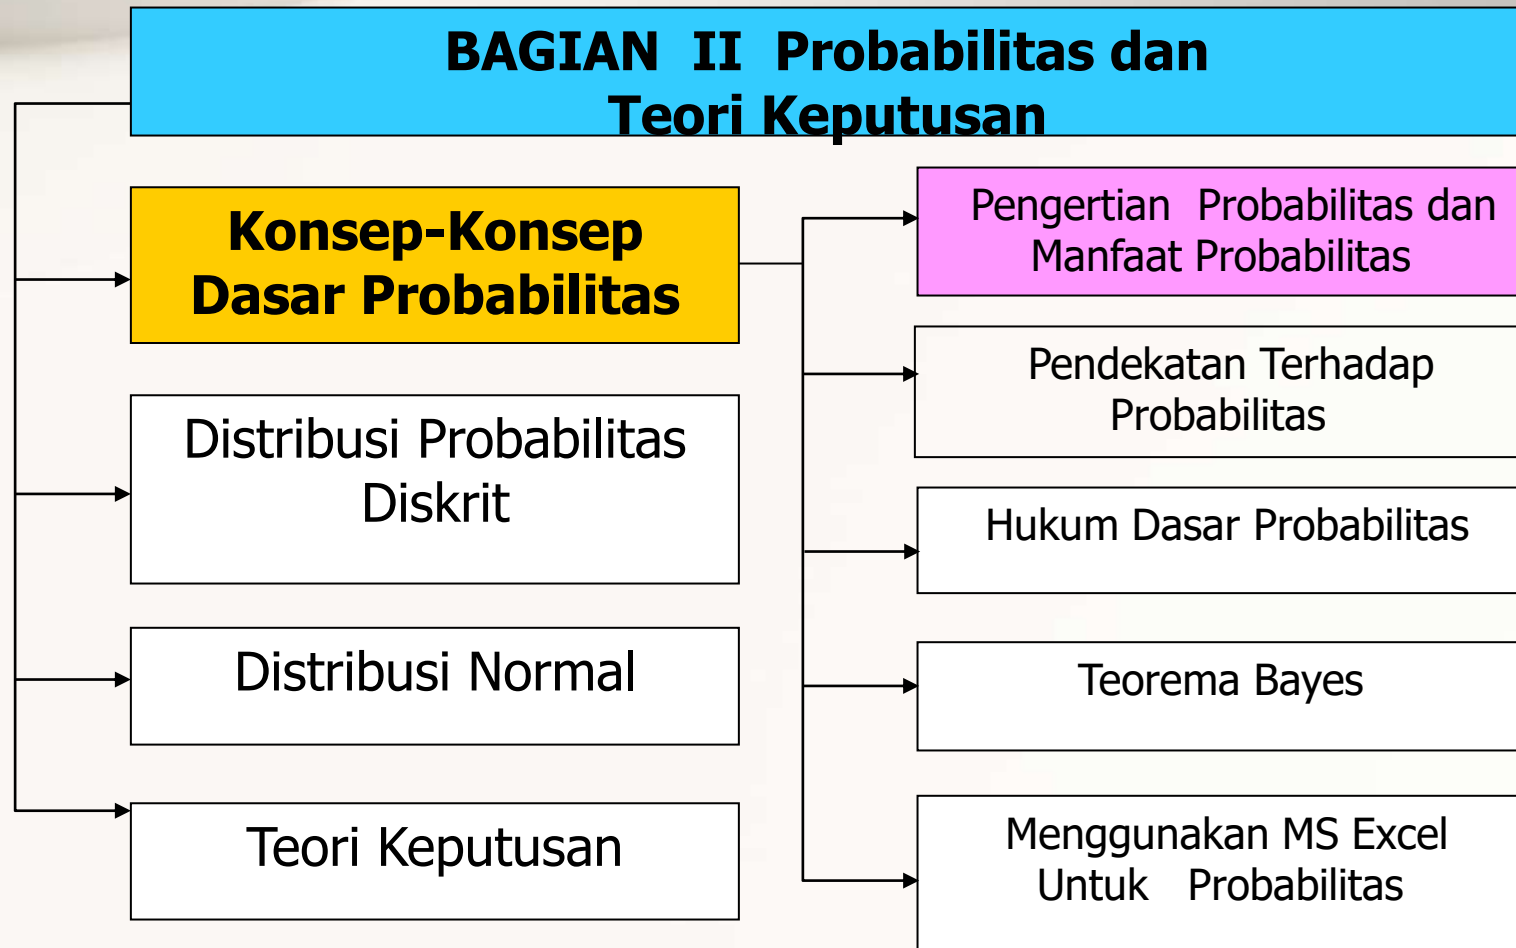 BAGIAN II Probabilitas dan
Teori Keputusan
Konsep-Konsep
Dasar Probabilitas
Distribusi Probabilitas
Diskrit
Distribusi Normal
Teori Keputusan
Pengertian Probabilitas dan
Manfaat Probabilitas
Pendekatan Terhadap
Probabilitas
Hukum Dasar Probabilitas
Teorema Bayes
Menggunakan MS Excel
Untuk Probabilitas